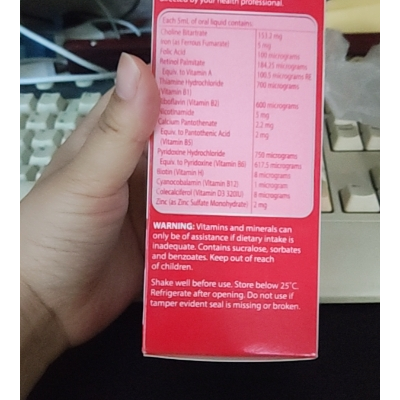 directed by your health professional.
Each 5mL of oral liquid contains:
Choline Bitartrate 153.2 mg
Iron (as Ferrous Fumarate) 5 mg
Folic Acid 100 micrograms
Retinol Palmitate 184.25 micrograms
Equiv. to Vitamin A 100.5 micrograms RE
Thiamine Hydrochloride 700 micrograms
(Vitamin B1)
Riboflavin (Vitamin B2) 600 micrograms
Nicotinamide 5 mg
Calcium Pantothenate 2.2 mg
Equiv. to Pantothenic Acid 2 mg
(Vitamin B5)
Pyridoxine Hydrochloride 750 micrograms
Equiv. to Pyridoxine (Vitamin B6) 617.5 micrograms
Biotin (Vitamin H) 6 micrograms
Cyanocobalamin (Vitamin B12) 1 microgram
Colecalciferol (Vitamin D3 320IU) 8 micrograms
Zinc (as Zinc Sulfate Monohydrate) 2 mg
WARNING: Vitamins and minerals can
only be of assistance if dietary intake is
inadequate. Contains sucralose, sorbates
and benzoates. Keep out of reach
of children.
Shake well before use. Store below 25°C.
Refrigerate after opening. Do not use if
tamper evident seal is missing or broken.